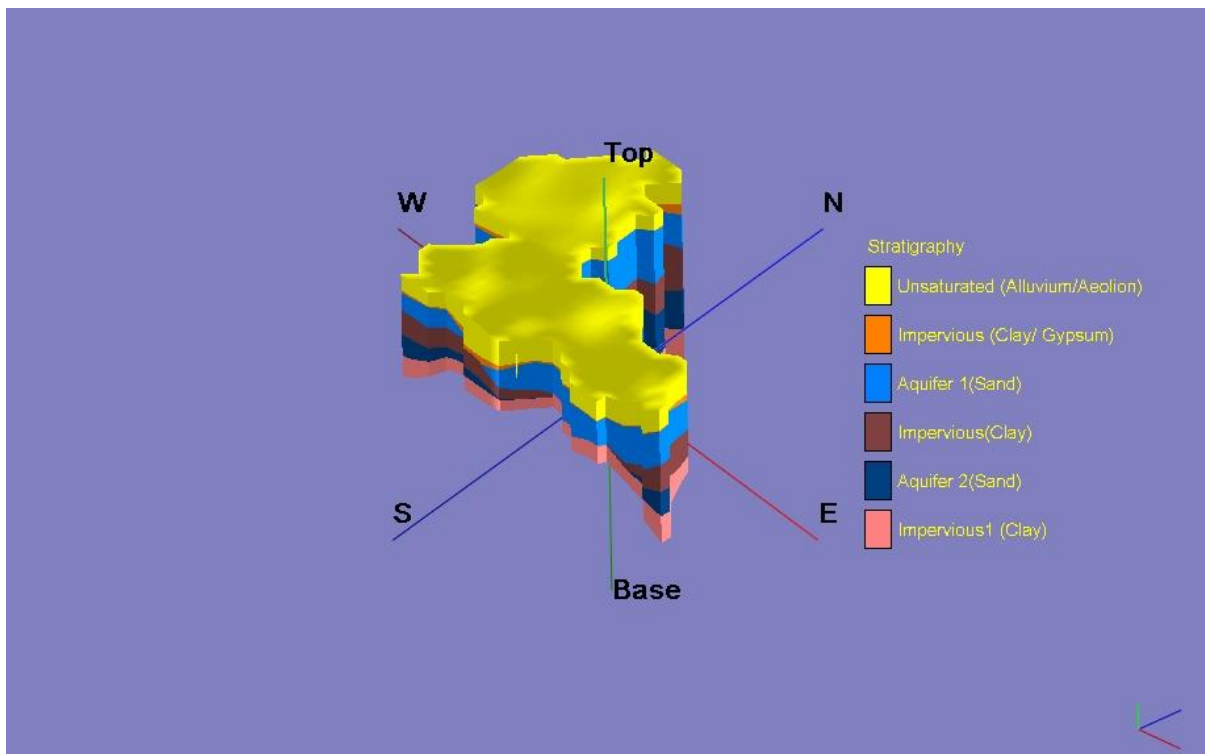 Top
W
N
Stratigraphy
Unsaturated (Alluvium/Aeolion)
Impervious (Clay/ Gypsum)
Aquifer 1(Sand)
Impervious(Clay)
Aquifer 2(Sand)
Impervious1 (Clay)
S
E
Base